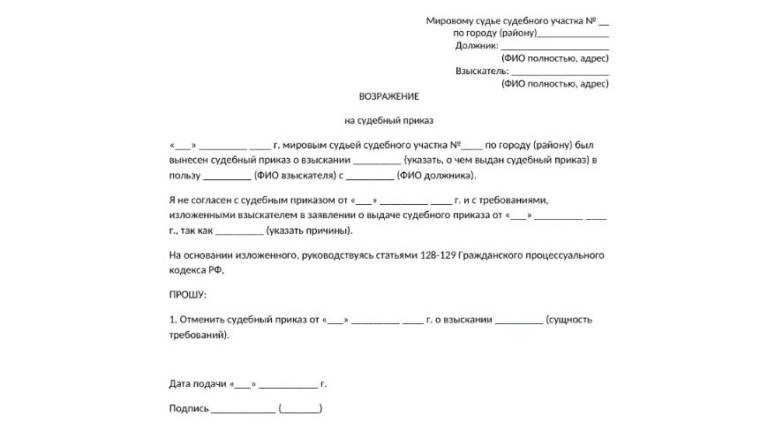 Мировому судье судебного участка № __
по городу (району)_____________
Должник: ____________________
(ФИО полностью, адрес)
Взыскатель: __________________
(ФИО полностью, адрес)
ВОЗРАЖЕНИЕ
на судебный приказ
«___» _________ ____ г. мировым судьей судебного участка №____ по городу (району) был
вынесен судебный приказ о взыскании _________ (указать, о чем выдан судебный приказ) в
пользу _________ (ФИО взыскателя) с _________ (ФИО должника).
Я не согласен с судебным приказом от «___» _________ ____ г. и с требованиями,
изложенными взыскателем в заявлении о выдаче судебного приказа от «___» _________ ____
г., так как _________ (указать причины).
На основании изложенного, руководствуясь статьями 128-129 Гражданского процессуального
кодекса РФ,
ПРОШУ:
1. Отменить судебный приказ от «___» _________ ____ г. о взыскании _________ (сущность
требований).
Дата подачи «___» ___________ г.
Подпись ____________ (_______)